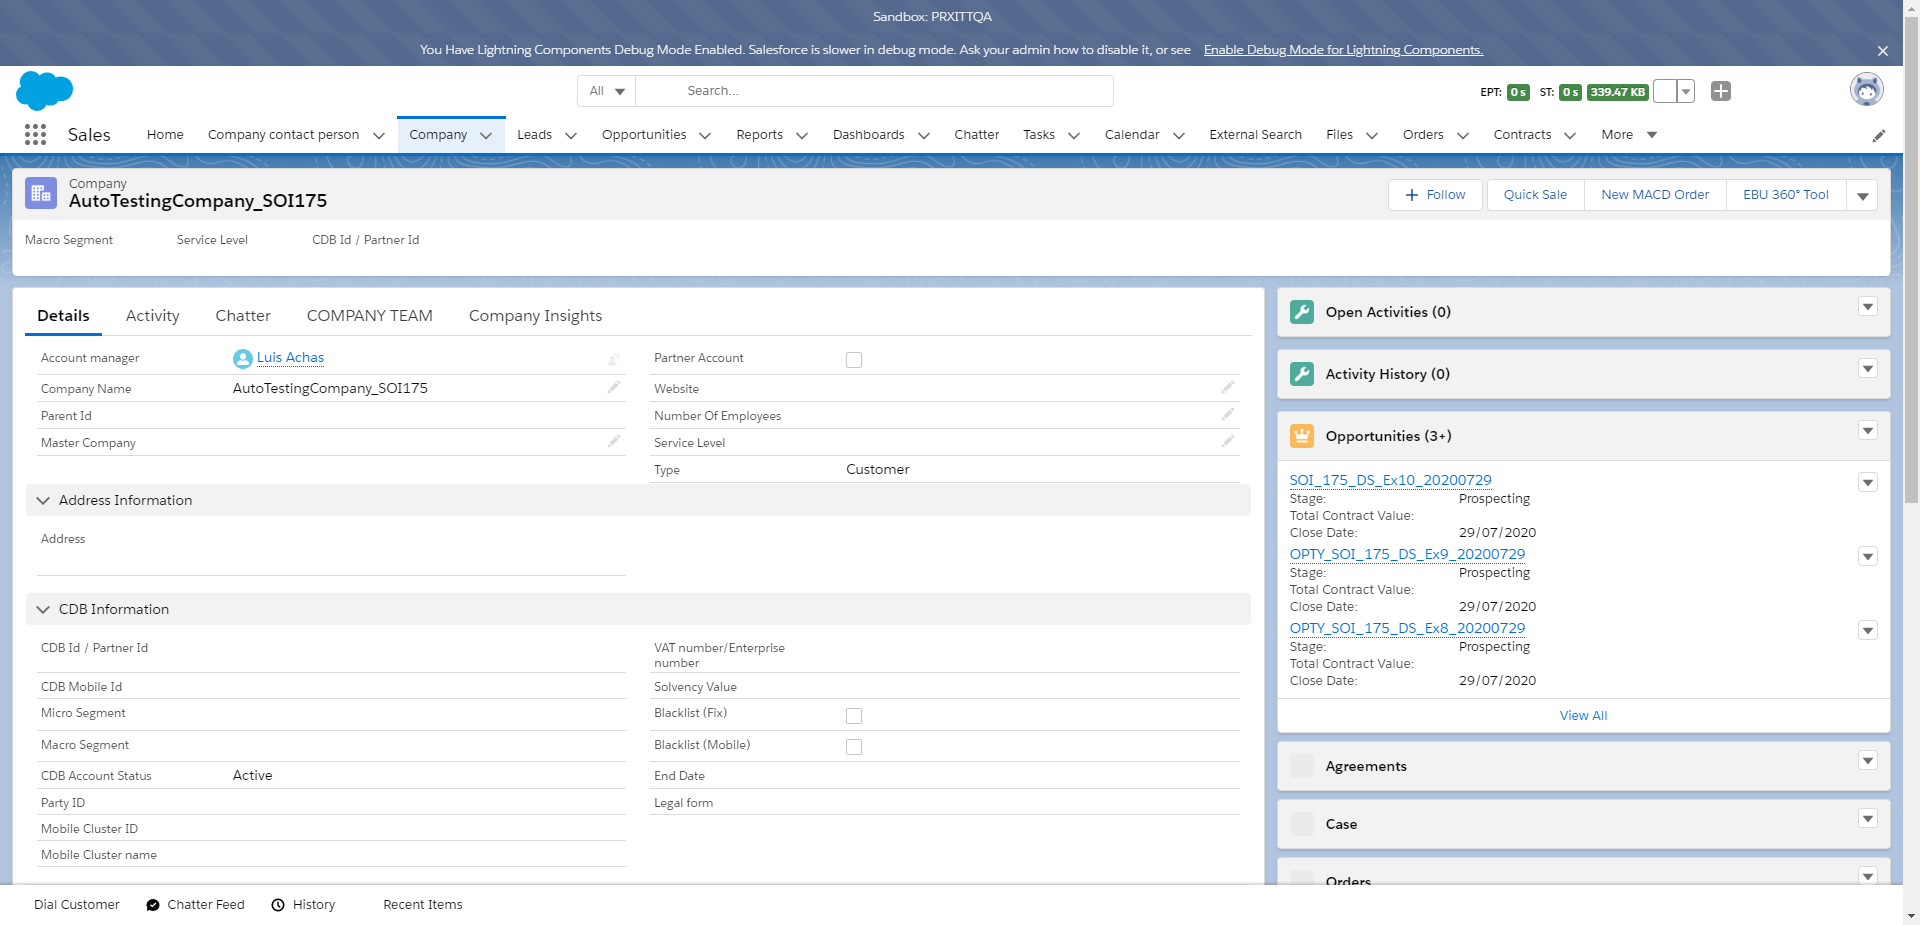 Sandbox: PRXITTQA
You Have Lightning Components Debug Mode Enabled. Salesforce is slower in debug mode. Ask your admin how to disable it, or see Enable Debug Mode for Lightning Components.
All Search... EPT: 0 s ST: 0 s 339.47 KB
Sales Home Company contact person Company Leads Opportunities Reports Dashboards Chatter Tasks Calendar External Search Files Orders Contracts More
Company
AutoTestingCompany_SOI175
Follow Quick Sale New MACD Order EBU 360° Tool
Macro Segment Service Level CDB Id / Partner Id
Details Activity Chatter COMPANY TEAM Company Insights
Account manager Luis Achas
Company Name AutoTestingCompany_SOI175
Parent Id
Master Company
Partner Account
Website
Number Of Employees
Service Level
Type Customer
Address Information
Address
CDB Information
CDB Id / Partner Id
CDB Mobile Id
Micro Segment
Macro Segment
CDB Account Status Active
Party ID
Mobile Cluster ID
Mobile Cluster name
VAT number/Enterprise
number
Solvency Value
Blacklist (Fix)
Blacklist (Mobile)
End Date
Legal form
Open Activities (0)
Activity History (0)
Opportunities (3+)
SOI_175_DS_Ex10_20200729
Stage: Prospecting
Total Contract Value:
Close Date: 29/07/2020
OPTY_SOI_175_DS_Ex9_20200729
Stage: Prospecting
Total Contract Value:
Close Date: 29/07/2020
OPTY_SOI_175_DS_Ex8_20200729
Stage: Prospecting
Total Contract Value:
Close Date: 29/07/2020
View All
Agreements
Case
Orders
Dial Customer Chatter Feed History Recent Items